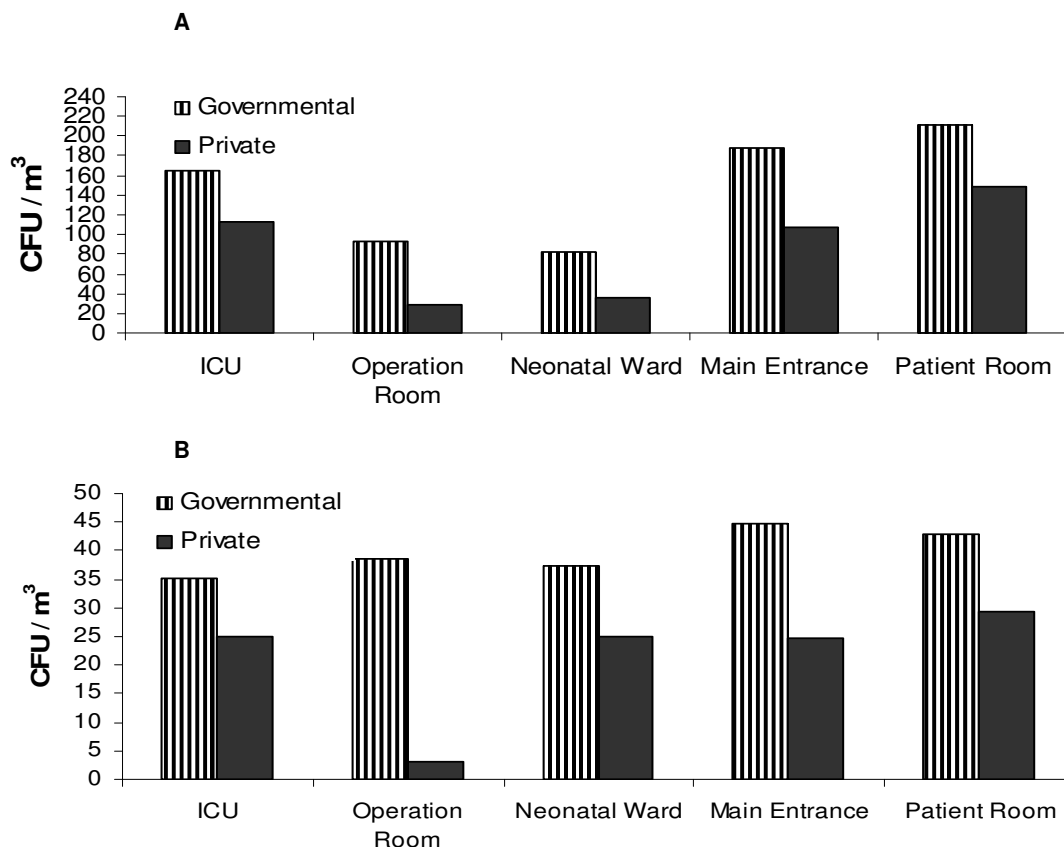 A
240
220
200
180
160
140
120
100
80
60
40
20
0
CFU / m³
Governmental
Private
ICU
Operation
Room
Neonatal Ward
Main Entrance
Patient Room
B
50
45
40
35
30
25
20
15
10
5
0
CFU / m³
Governmental
Private
ICU
Operation
Room
Neonatal Ward
Main Entrance
Patient Room